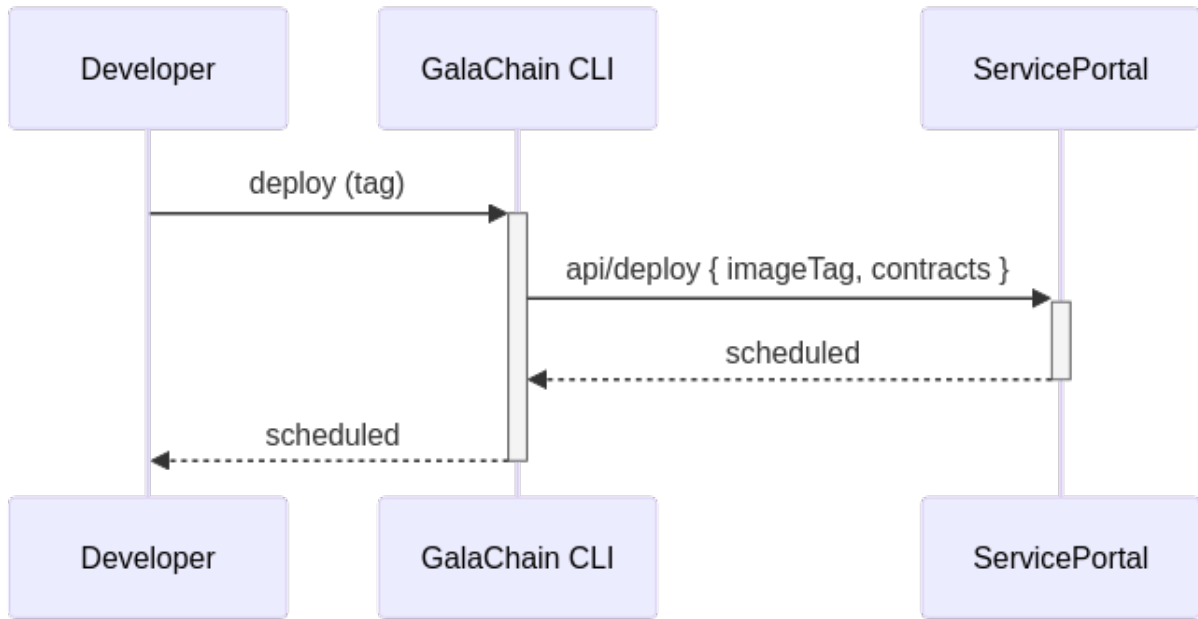 Developer
GalaChain CLI
ServicePortal
deploy (tag)
api/deploy { imageTag, contracts }
scheduled
scheduled
Developer
GalaChain CLI
ServicePortal